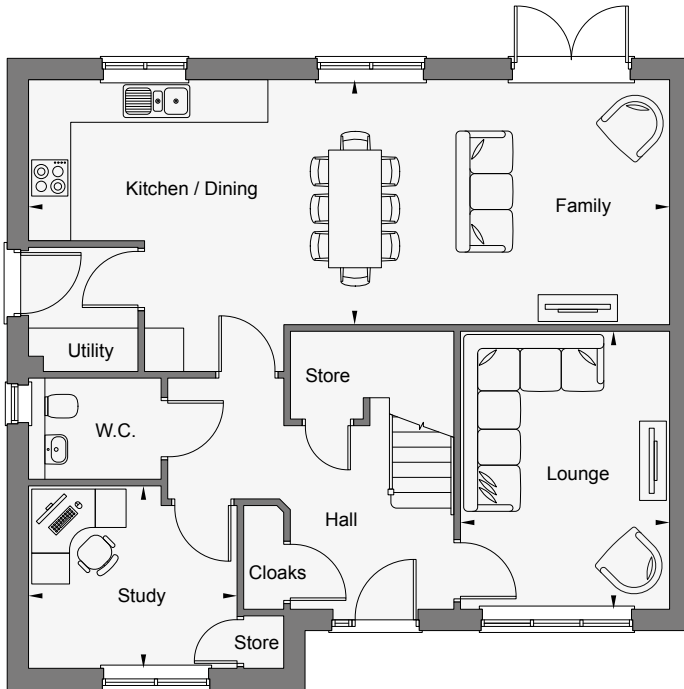 Kitchen / Dining
Family
Utility
Store
W.C.
Lounge
Hall
Cloaks
Study
Store